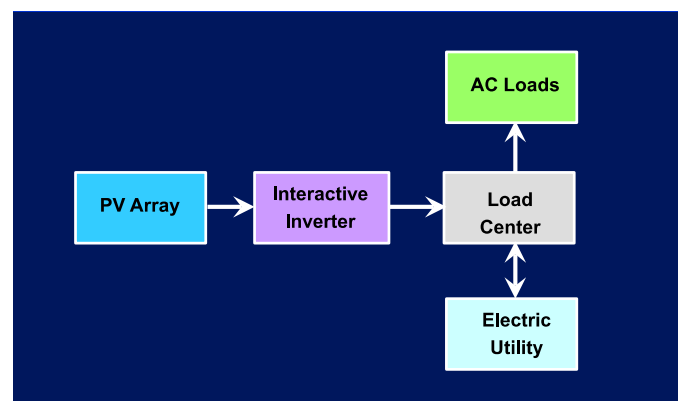 AC Loads
PV Array
Interactive
Inverter
Load
Center
Electric
Utility